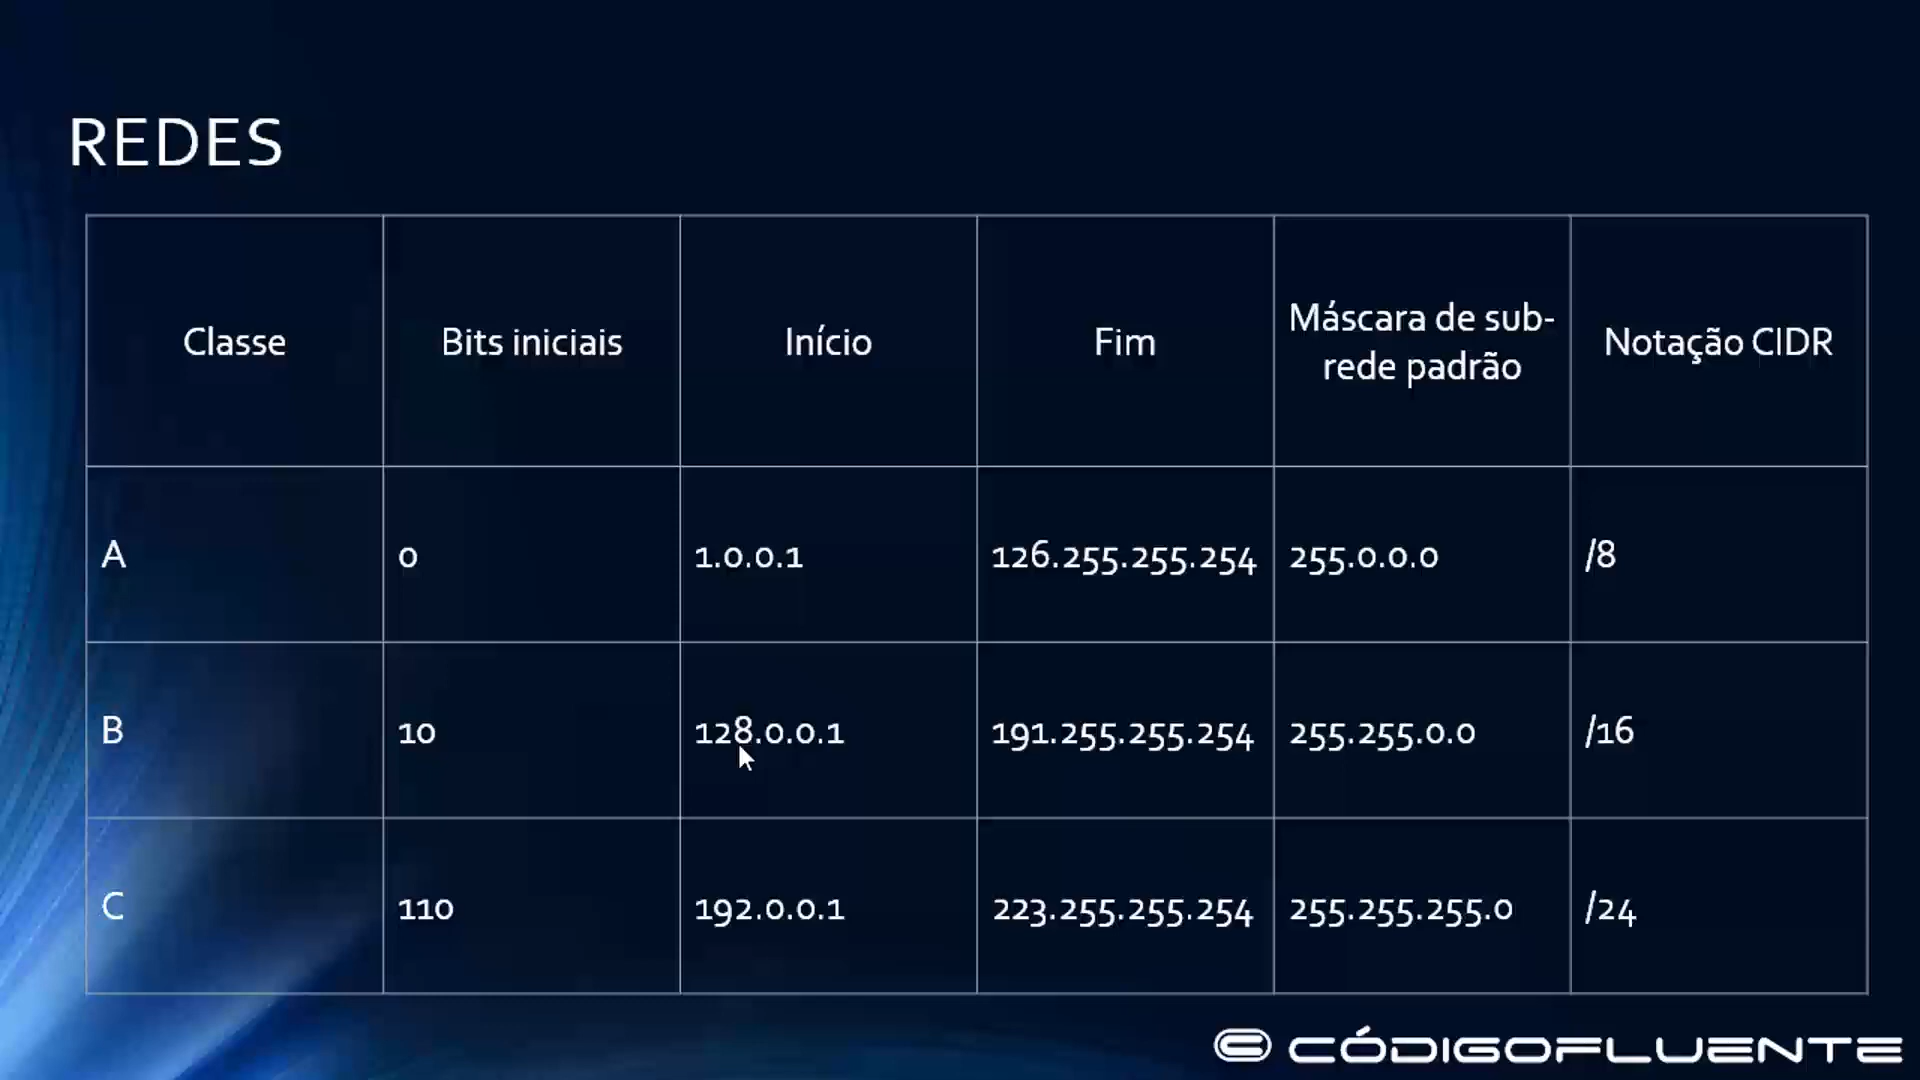 REDES
Classe
Bits iniciais
Início
Fim
Máscara de sub-
rede padrão
Notação CIDR
A
0
1.0.0.1
126.255.255.254
255.0.0.0
/8
B
10
128.0.0.1
191.255.255.254
255.255.0.0
/16
C
110
192.0.0.1
223.255.255.254
255.255.255.0
/24
CÓDIGOFLUENTE